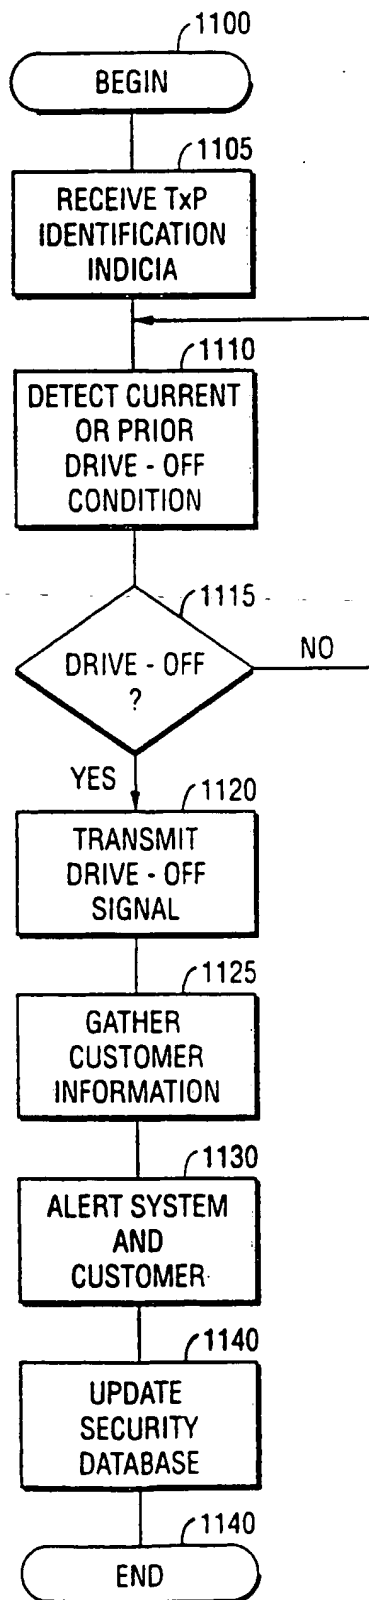 1100
BEGIN
1105
RECEIVE TxP
IDENTIFICATION
INDICIA
1110
DETECT CURRENT
OR PRIOR
DRIVE - OFF
CONDITION
1115
DRIVE - OFF
?
NO
YES
1120
TRANSMIT
DRIVE - OFF
SIGNAL
1125
GATHER
CUSTOMER
INFORMATION
1130
ALERT SYSTEM
AND
CUSTOMER
1140
UPDATE
SECURITY
DATABASE
1140
END